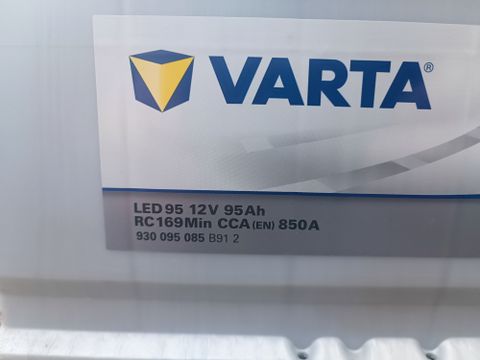 VARTA®
LED95 12V 95Ah
RC169Min CCA(EN) 850A
930 095 085 B91 2